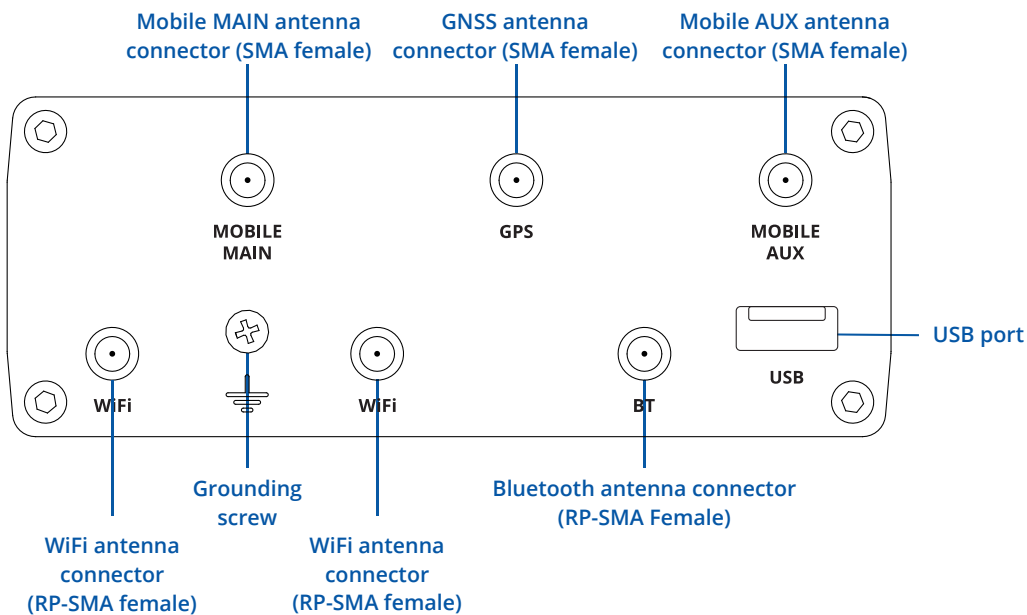 Mobile MAIN antenna
connector (SMA female)
GNSS antenna
connector (SMA female)
Mobile AUX antenna
connector (SMA female)
MOBILE
MAIN
GPS
MOBILE
AUX
USB port
USB
WiFi
WiFi
BT
Grounding
screw
Bluetooth antenna connector
(RP-SMA Female)
WiFi antenna
connector
(RP-SMA female)
WiFi antenna
connector
(RP-SMA female)